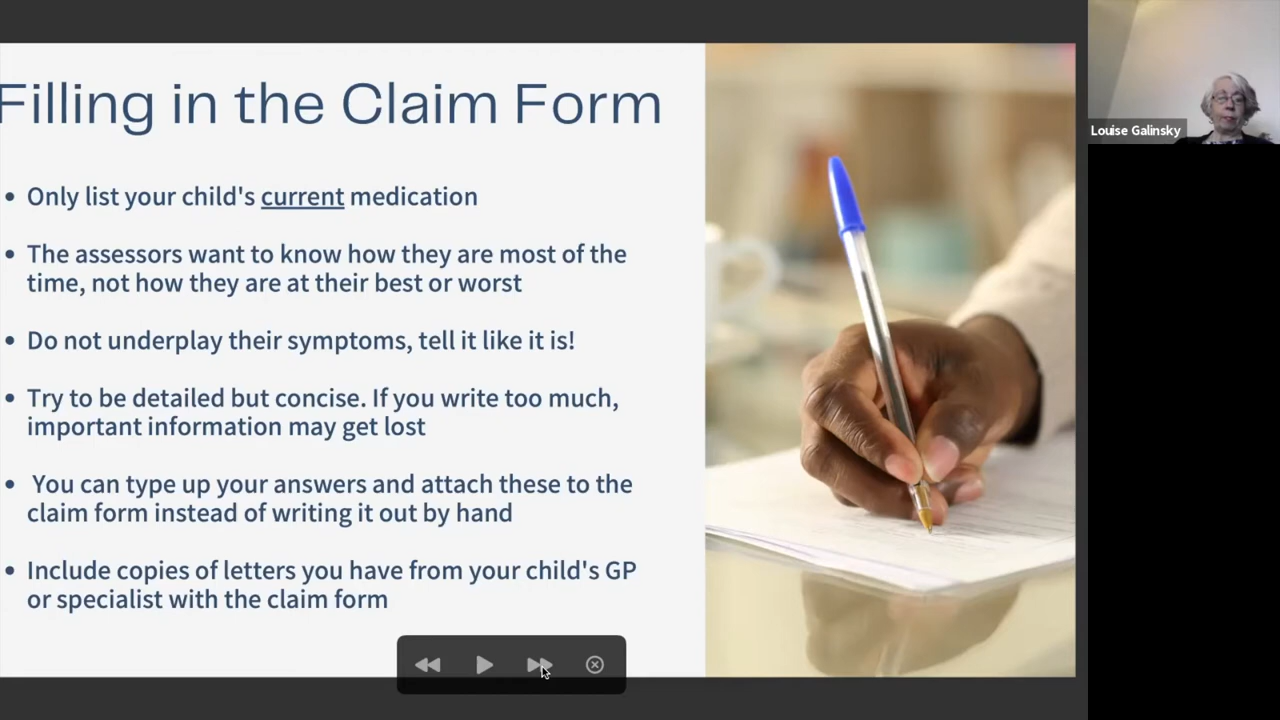 Filling in the Claim Form
• Only list your child's current medication
• The assessors want to know how they are most of the
time, not how they are at their best or worst
• Do not underplay their symptoms, tell it like it is!
• Try to be detailed but concise. If you write too much,
important information may get lost
• You can type up your answers and attach these to the
claim form instead of writing it out by hand
• Include copies of letters you have from your child's GP
or specialist with the claim form
Louise Galinsky